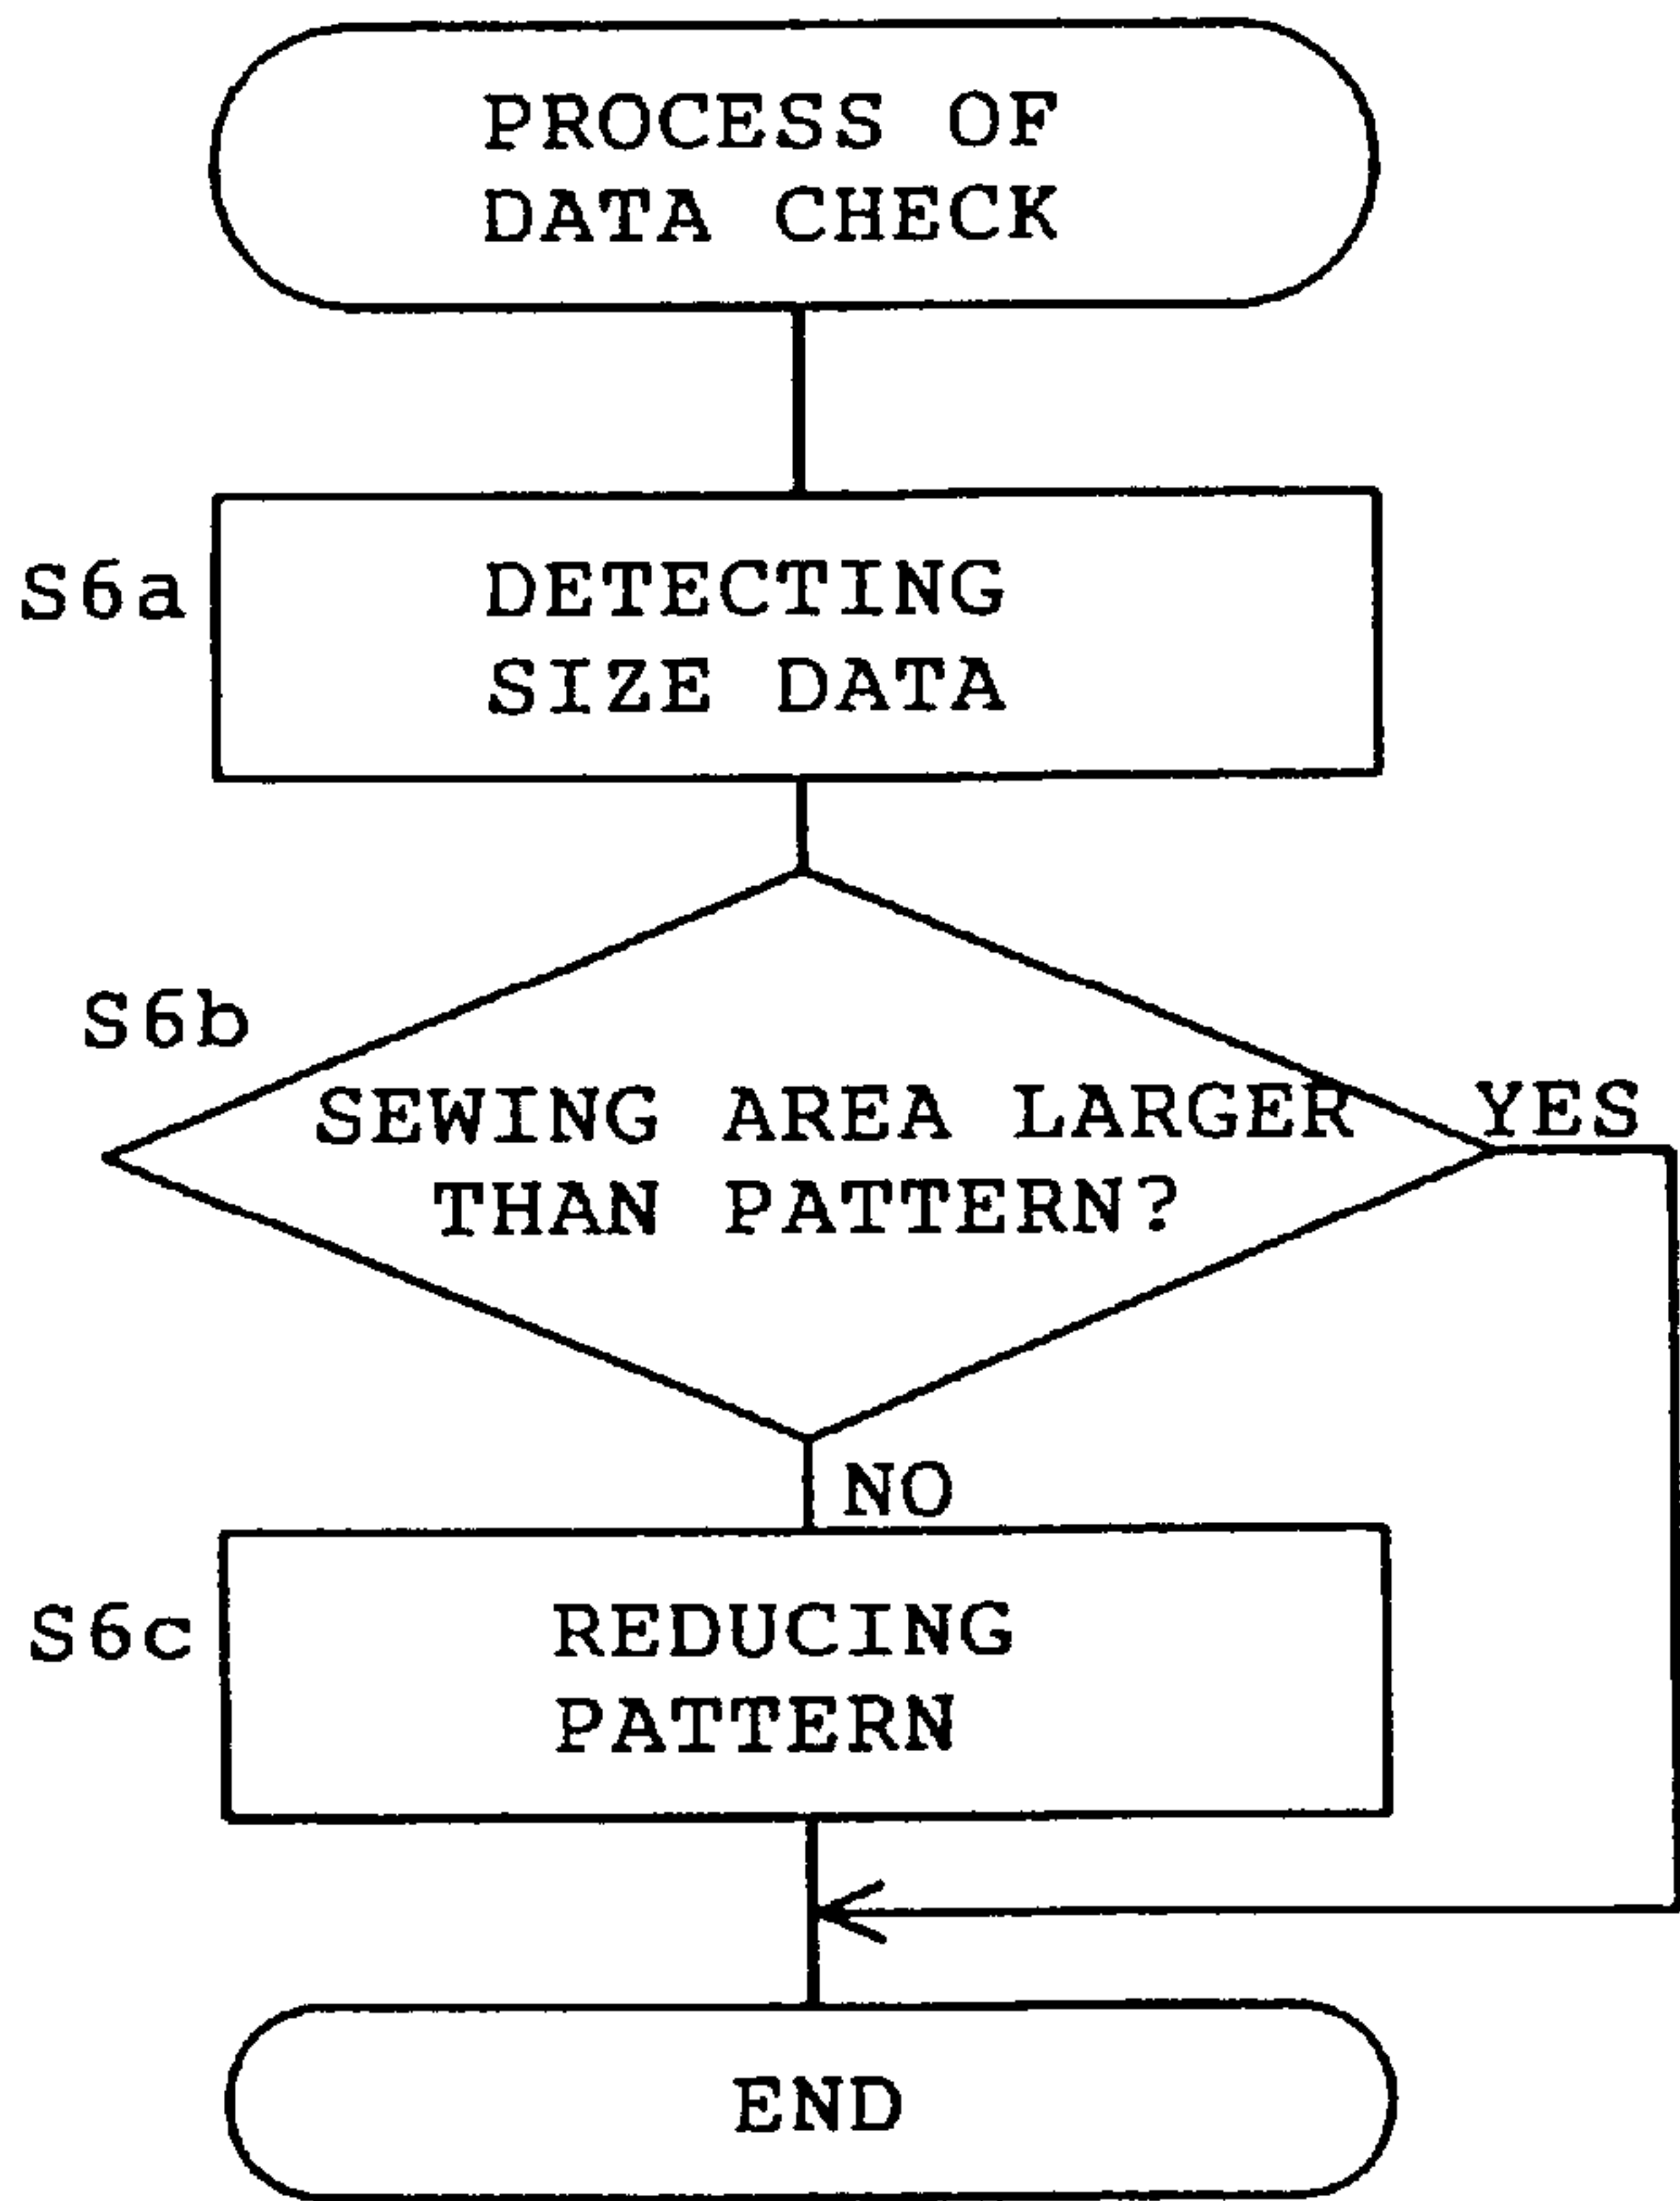 PROCESS OF
DATA CHECK
S6a
DETECTING
SIZE DATA
S6b
SEWING AREA LARGER
THAN PATTERN?
YES
NO
S6c
REDUCING
PATTERN
END